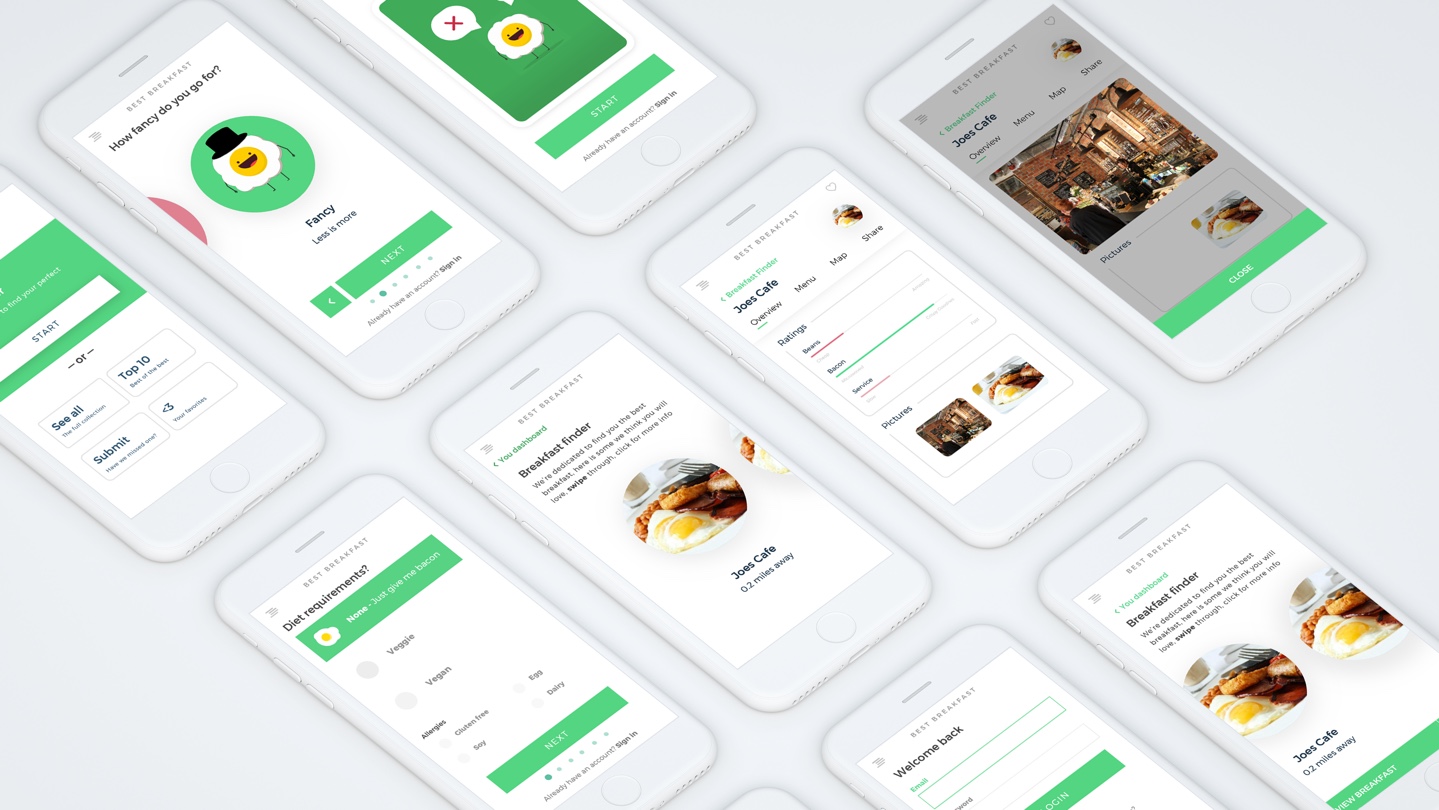 BEST BREAKFAST
How fancy do you go for?
Fancy
Less is more
NEXT
Already have an account? Sign in
START
Already have an account? Sign in
BEST BREAKFAST
Breakfast Finder
Joes Cafe
Overview
Menu
Map
Share
Pictures
CLOSE
to find your perfect
START
— or —
See all
The full collection
Top 10
Best of the best
Submit
Have we missed one?
<3
Your favorites
BEST BREAKFAST
Breakfast Finder
Joes Cafe
Overview
Menu
Map
Share
Ratings
Beans
Bacon
Service
Pictures
BEST BREAKFAST
You dashboard
Breakfast finder
We're dedicated to find you the best
breakfast, here is some we think you will
love, swipe through, click for more info
Joes Cafe
0.2 miles away
BEST BREAKFAST
Diet requirements?
None - Just give me bacon
Veggie
Vegan
Allergies
Gluten free
Soy
Egg
Dairy
NEXT
Already have an account? Sign in
BEST BREAKFAST
You dashboard
Breakfast finder
We're dedicated to find you the best
breakfast, here is some we think you will
love, swipe through, click for more info
Joes Cafe
0.2 miles away
VIEW BREAKFAST
BEST BREAKFAST
Welcome back
Email